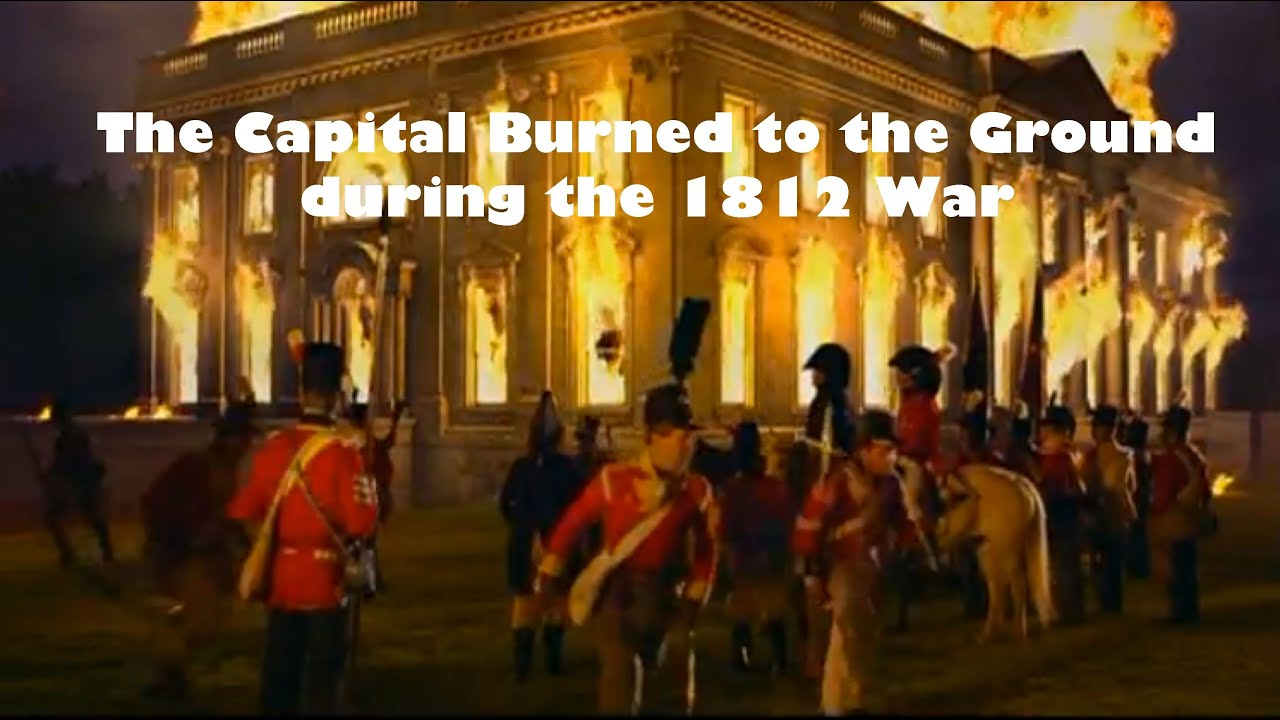 The Capital Burned to the Ground
during the 1812 War